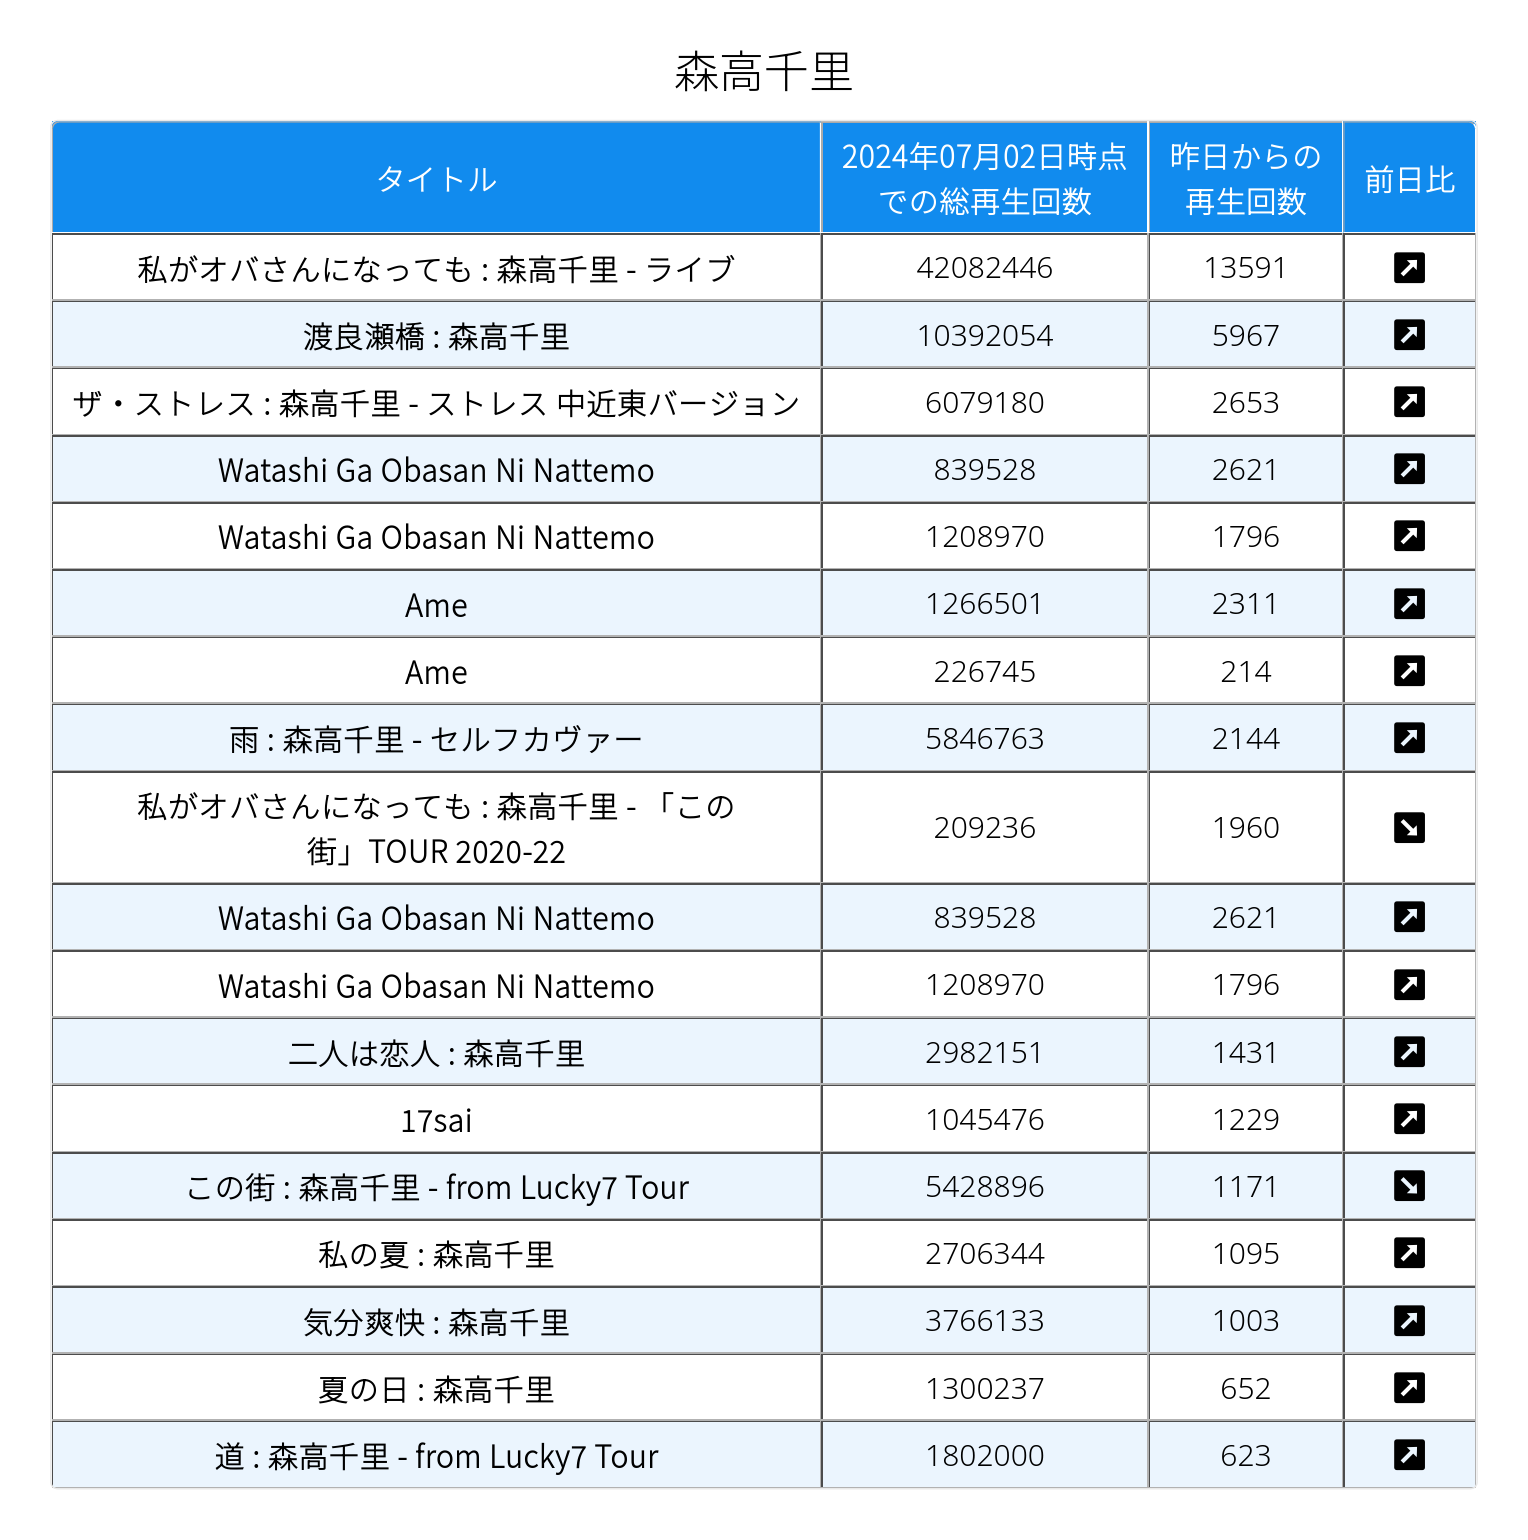 森高千里
タイトル
2024年07月02日時点
での総再生回数
昨日からの
再生回数
前日比
私がオバさんになっても : 森高千里 - ライブ 42082446 13591
渡良瀬橋 : 森高千里 10392054 5967
ザ・ストレス : 森高千里 - ストレス 中近東バージョン 6079180 2653
Watashi Ga Obasan Ni Nattemo 839528 2621
Watashi Ga Obasan Ni Nattemo 1208970 1796
Ame 1266501 2311
Ame 226745 214
雨 : 森高千里 - セルフカヴァー 5846763 2144
私がオバさんになっても : 森高千里 - 「この
街」TOUR 2020-22 209236 1960
Watashi Ga Obasan Ni Nattemo 839528 2621
Watashi Ga Obasan Ni Nattemo 1208970 1796
二人は恋人 : 森高千里 2982151 1431
17sai 1045476 1229
この街 : 森高千里 - from Lucky7 Tour 5428896 1171
私の夏 : 森高千里 2706344 1095
気分爽快 : 森高千里 3766133 1003
夏の日 : 森高千里 1300237 652
道 : 森高千里 - from Lucky7 Tour 1802000 623